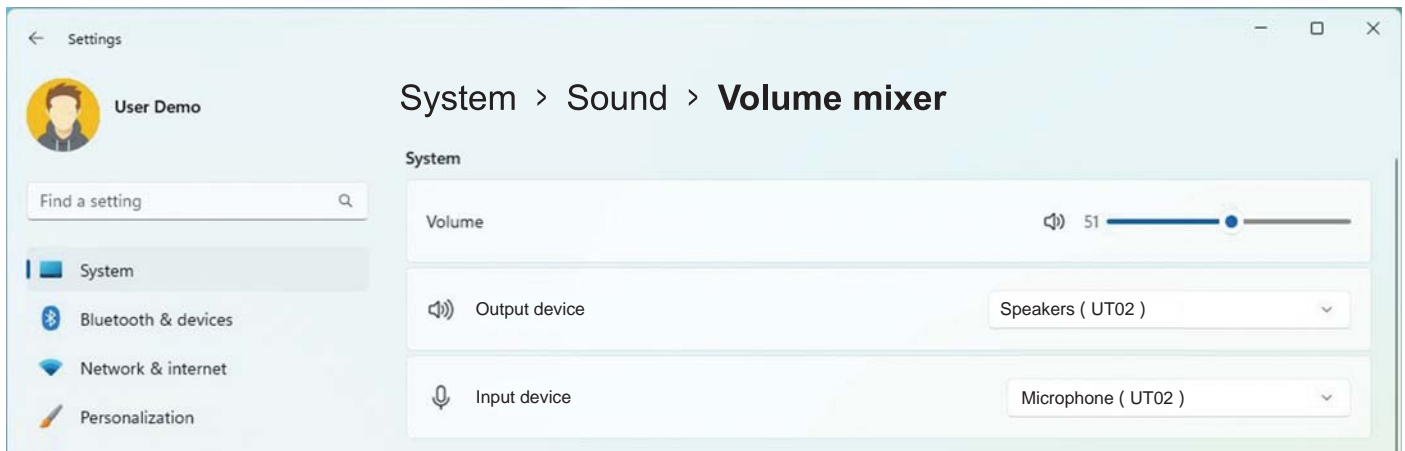 Settings
User Demo
Find a setting
System
Bluetooth & devices
Network & internet
Personalization
System › Sound › Volume mixer
System
Volume 51
Output device Speakers ( UT02 )
Input device Microphone ( UT02 )